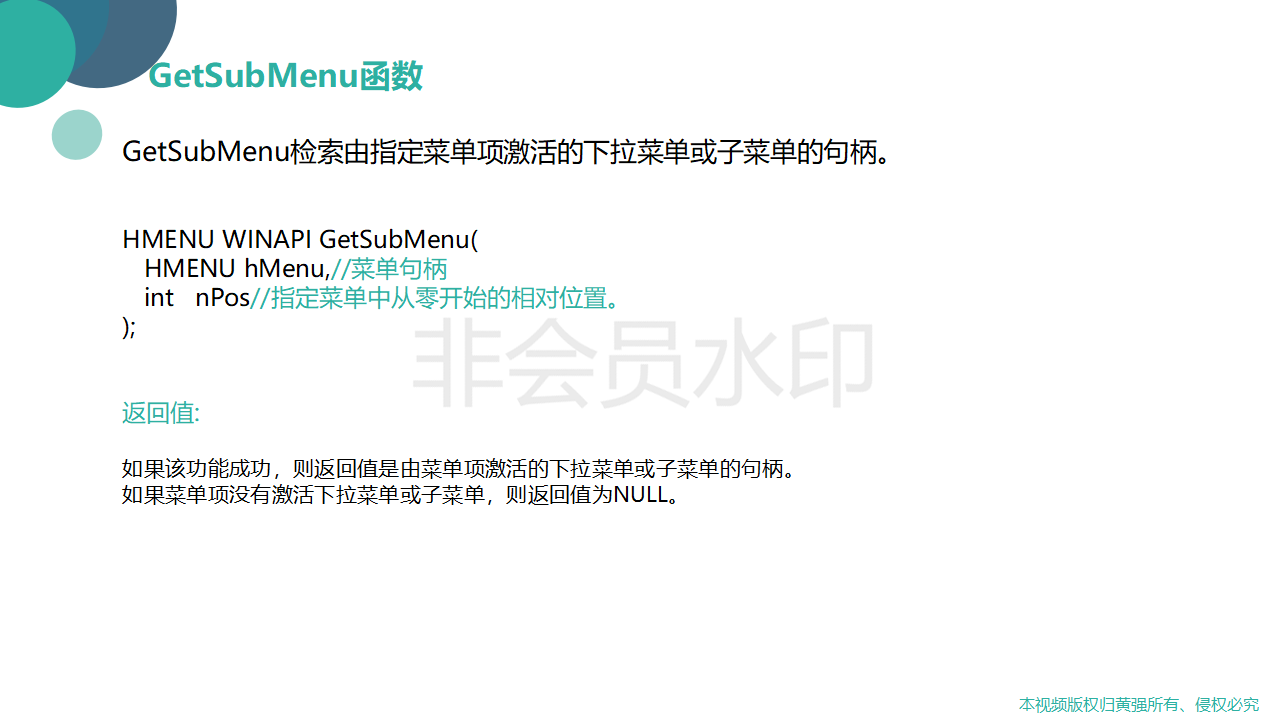 GetSubMenu函数
GetSubMenu检索由指定菜单项激活的下拉菜单或子菜单的句柄。
HMENU WINAPI GetSubMenu(
HMENU hMenu,//菜单句柄
int nPos//指定菜单中从零开始的相对位置。
);
非会员水印
返回值:
如果该功能成功，则返回值是由菜单项激活的下拉菜单或子菜单的句柄。
如果菜单项没有激活下拉菜单或子菜单，则返回值为NULL。
本视频版权归黄强所有、侵权必究